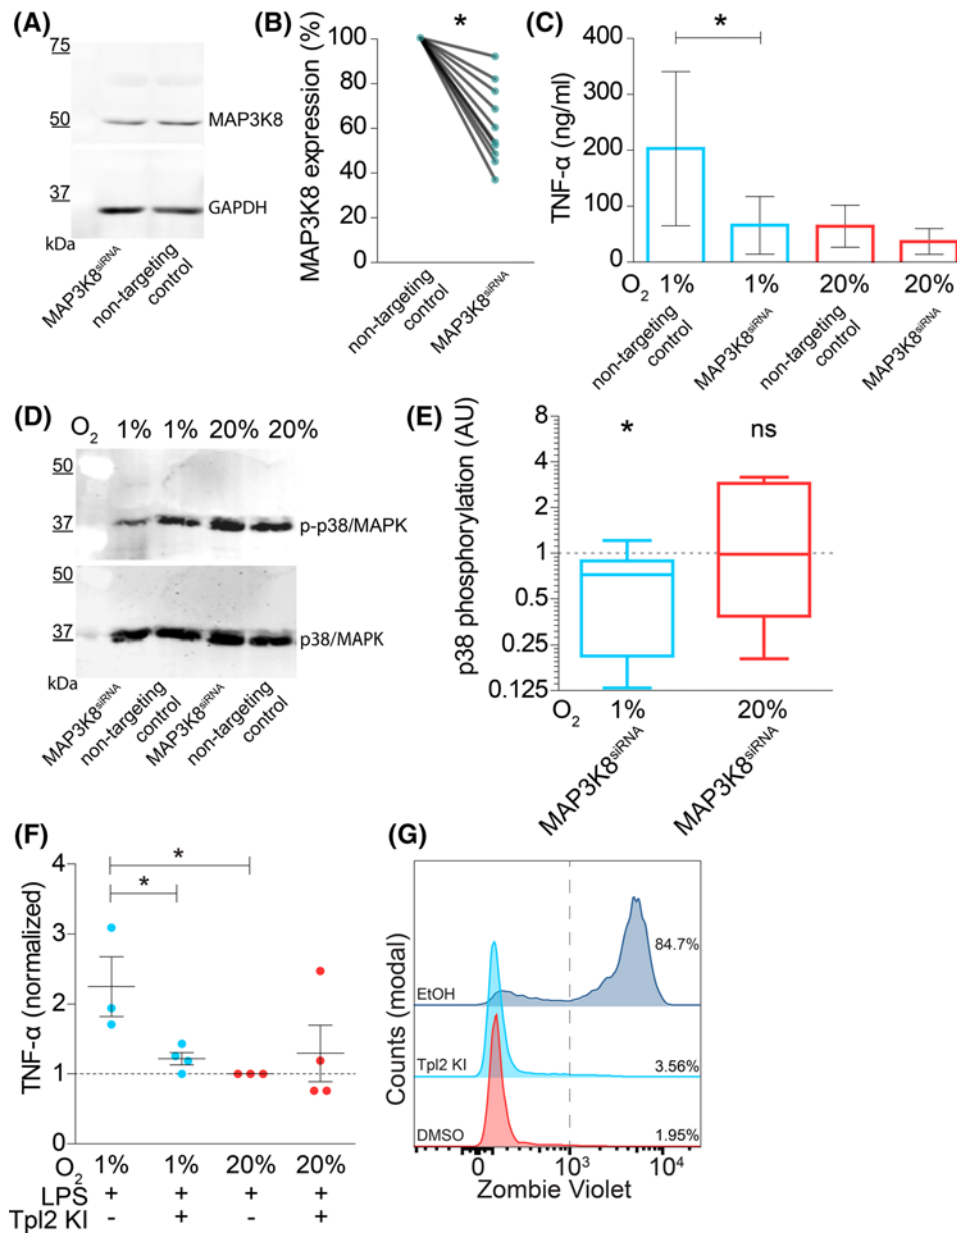 (A)
75
50
MAP3K8
37
GAPDH
kDa
MAP3K8siRNA
non-targeting
control
(B)
MAP3K8 expression (%)
100
80
60
40
20
0
*
non-targeting
control
MAP3K8siRNA
(C)
TNF-α (ng/ml)
400
300
200
100
0
*
O2 1% 1% 20% 20%
non-targeting
control
MAP3K8siRNA
non-targeting
control
MAP3K8siRNA
(D)
O2 1% 1% 20% 20%
50
37
p-p38/MAPK
50
37
p38/MAPK
kDa
MAP3K8siRNA
non-targeting
control
MAP3K8siRNA
non-targeting
control
(E)
p38 phosphorylation (AU)
8
4
2
1
0.5
0.25
0.125
* ns
O2 1% 20%
MAP3K8siRNA
MAP3K8siRNA
(F)
TNF-α (normalized)
4
3
2
1
0
*
*
O2 1% 1% 20% 20%
LPS + + + +
Tpl2 KI - + - +
(G)
Counts (modal)
84.7%
EtOH
Tpl2 KI
3.56%
DMSO
1.95%
0 10³ 10⁴
Zombie Violet